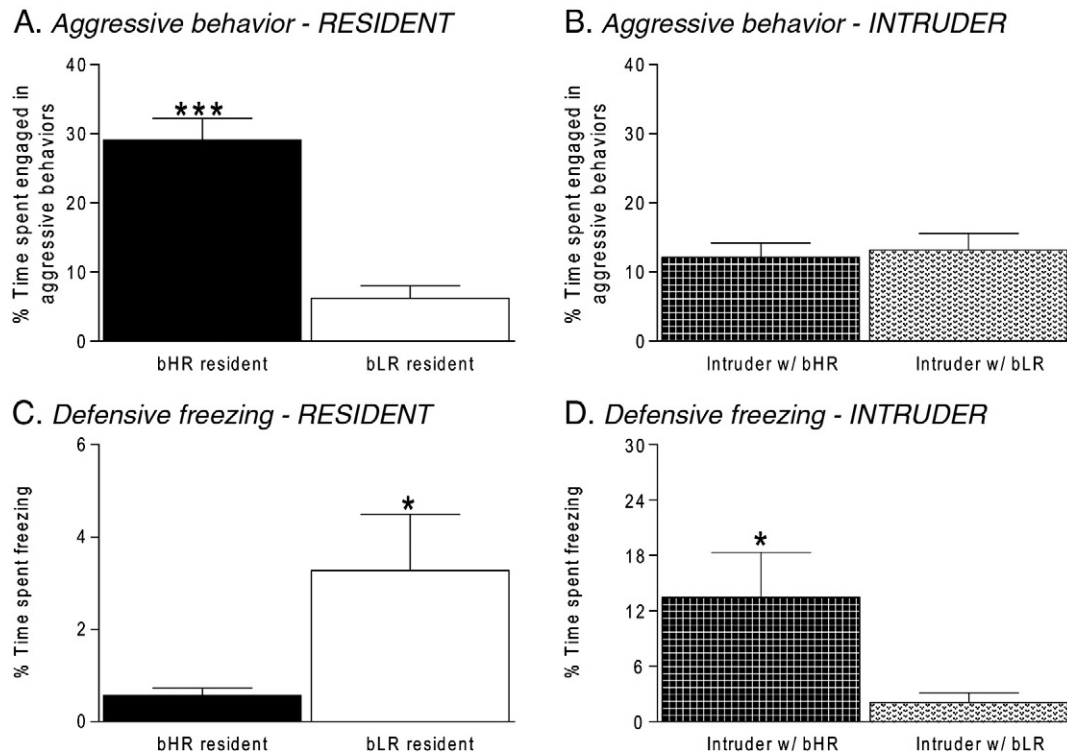 A. Aggressive behavior - RESIDENT
% Time spent engaged in
aggressive behaviors
40
30
20
10
0
***
bHR resident
bLR resident
B. Aggressive behavior - INTRUDER
% Time spent engaged in
aggressive behaviors
40
30
20
10
0
Intruder w/ bHR
Intruder w/ bLR
C. Defensive freezing - RESIDENT
% Time spent freezing
6
4
2
0
*
bHR resident
bLR resident
D. Defensive freezing - INTRUDER
% Time spent freezing
30
24
18
12
6
0
*
Intruder w/ bHR
Intruder w/ bLR